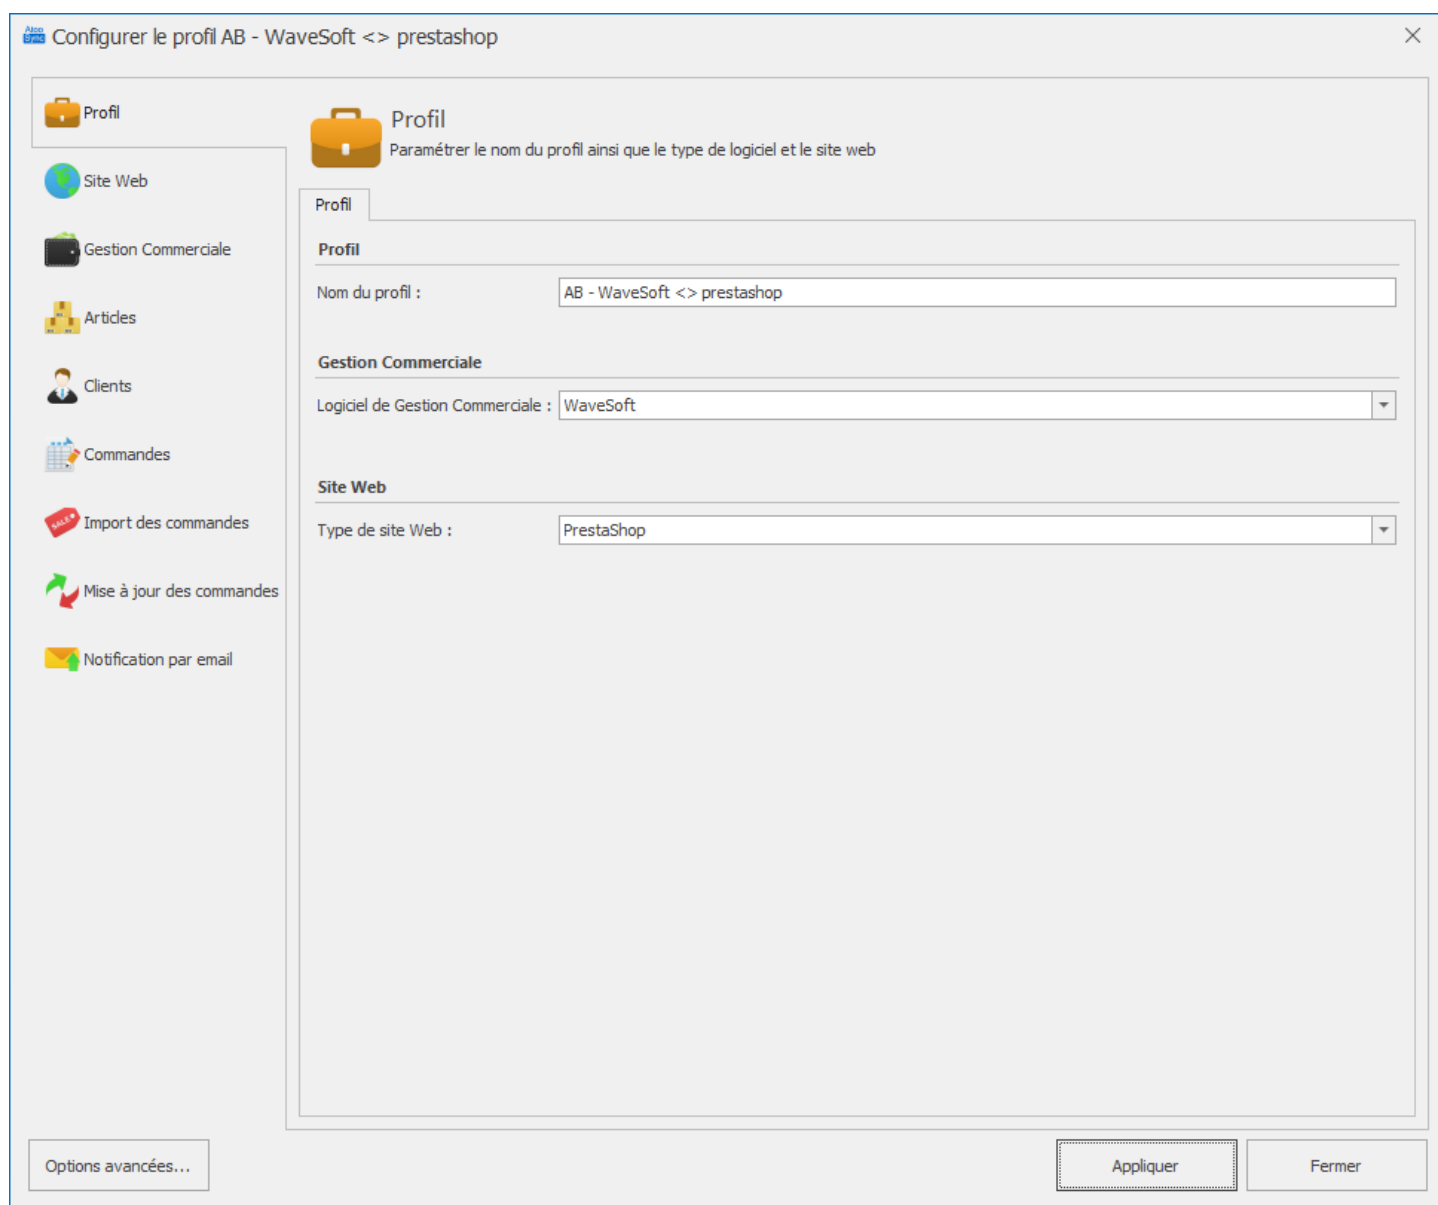 Configurer le profil AB - WaveSoft <> prestashop
Profil
Site Web
Gestion Commerciale
Articles
Clients
Commandes
Import des commandes
Mise à jour des commandes
Notification par email
Profil
Paramétrer le nom du profil ainsi que le type de logiciel et le site web
Profil
Profil
Nom du profil : AB - WaveSoft <> prestashop
Gestion Commerciale
Logiciel de Gestion Commerciale : WaveSoft
Site Web
Type de site Web : PrestaShop
Options avancées...
Appliquer
Fermer